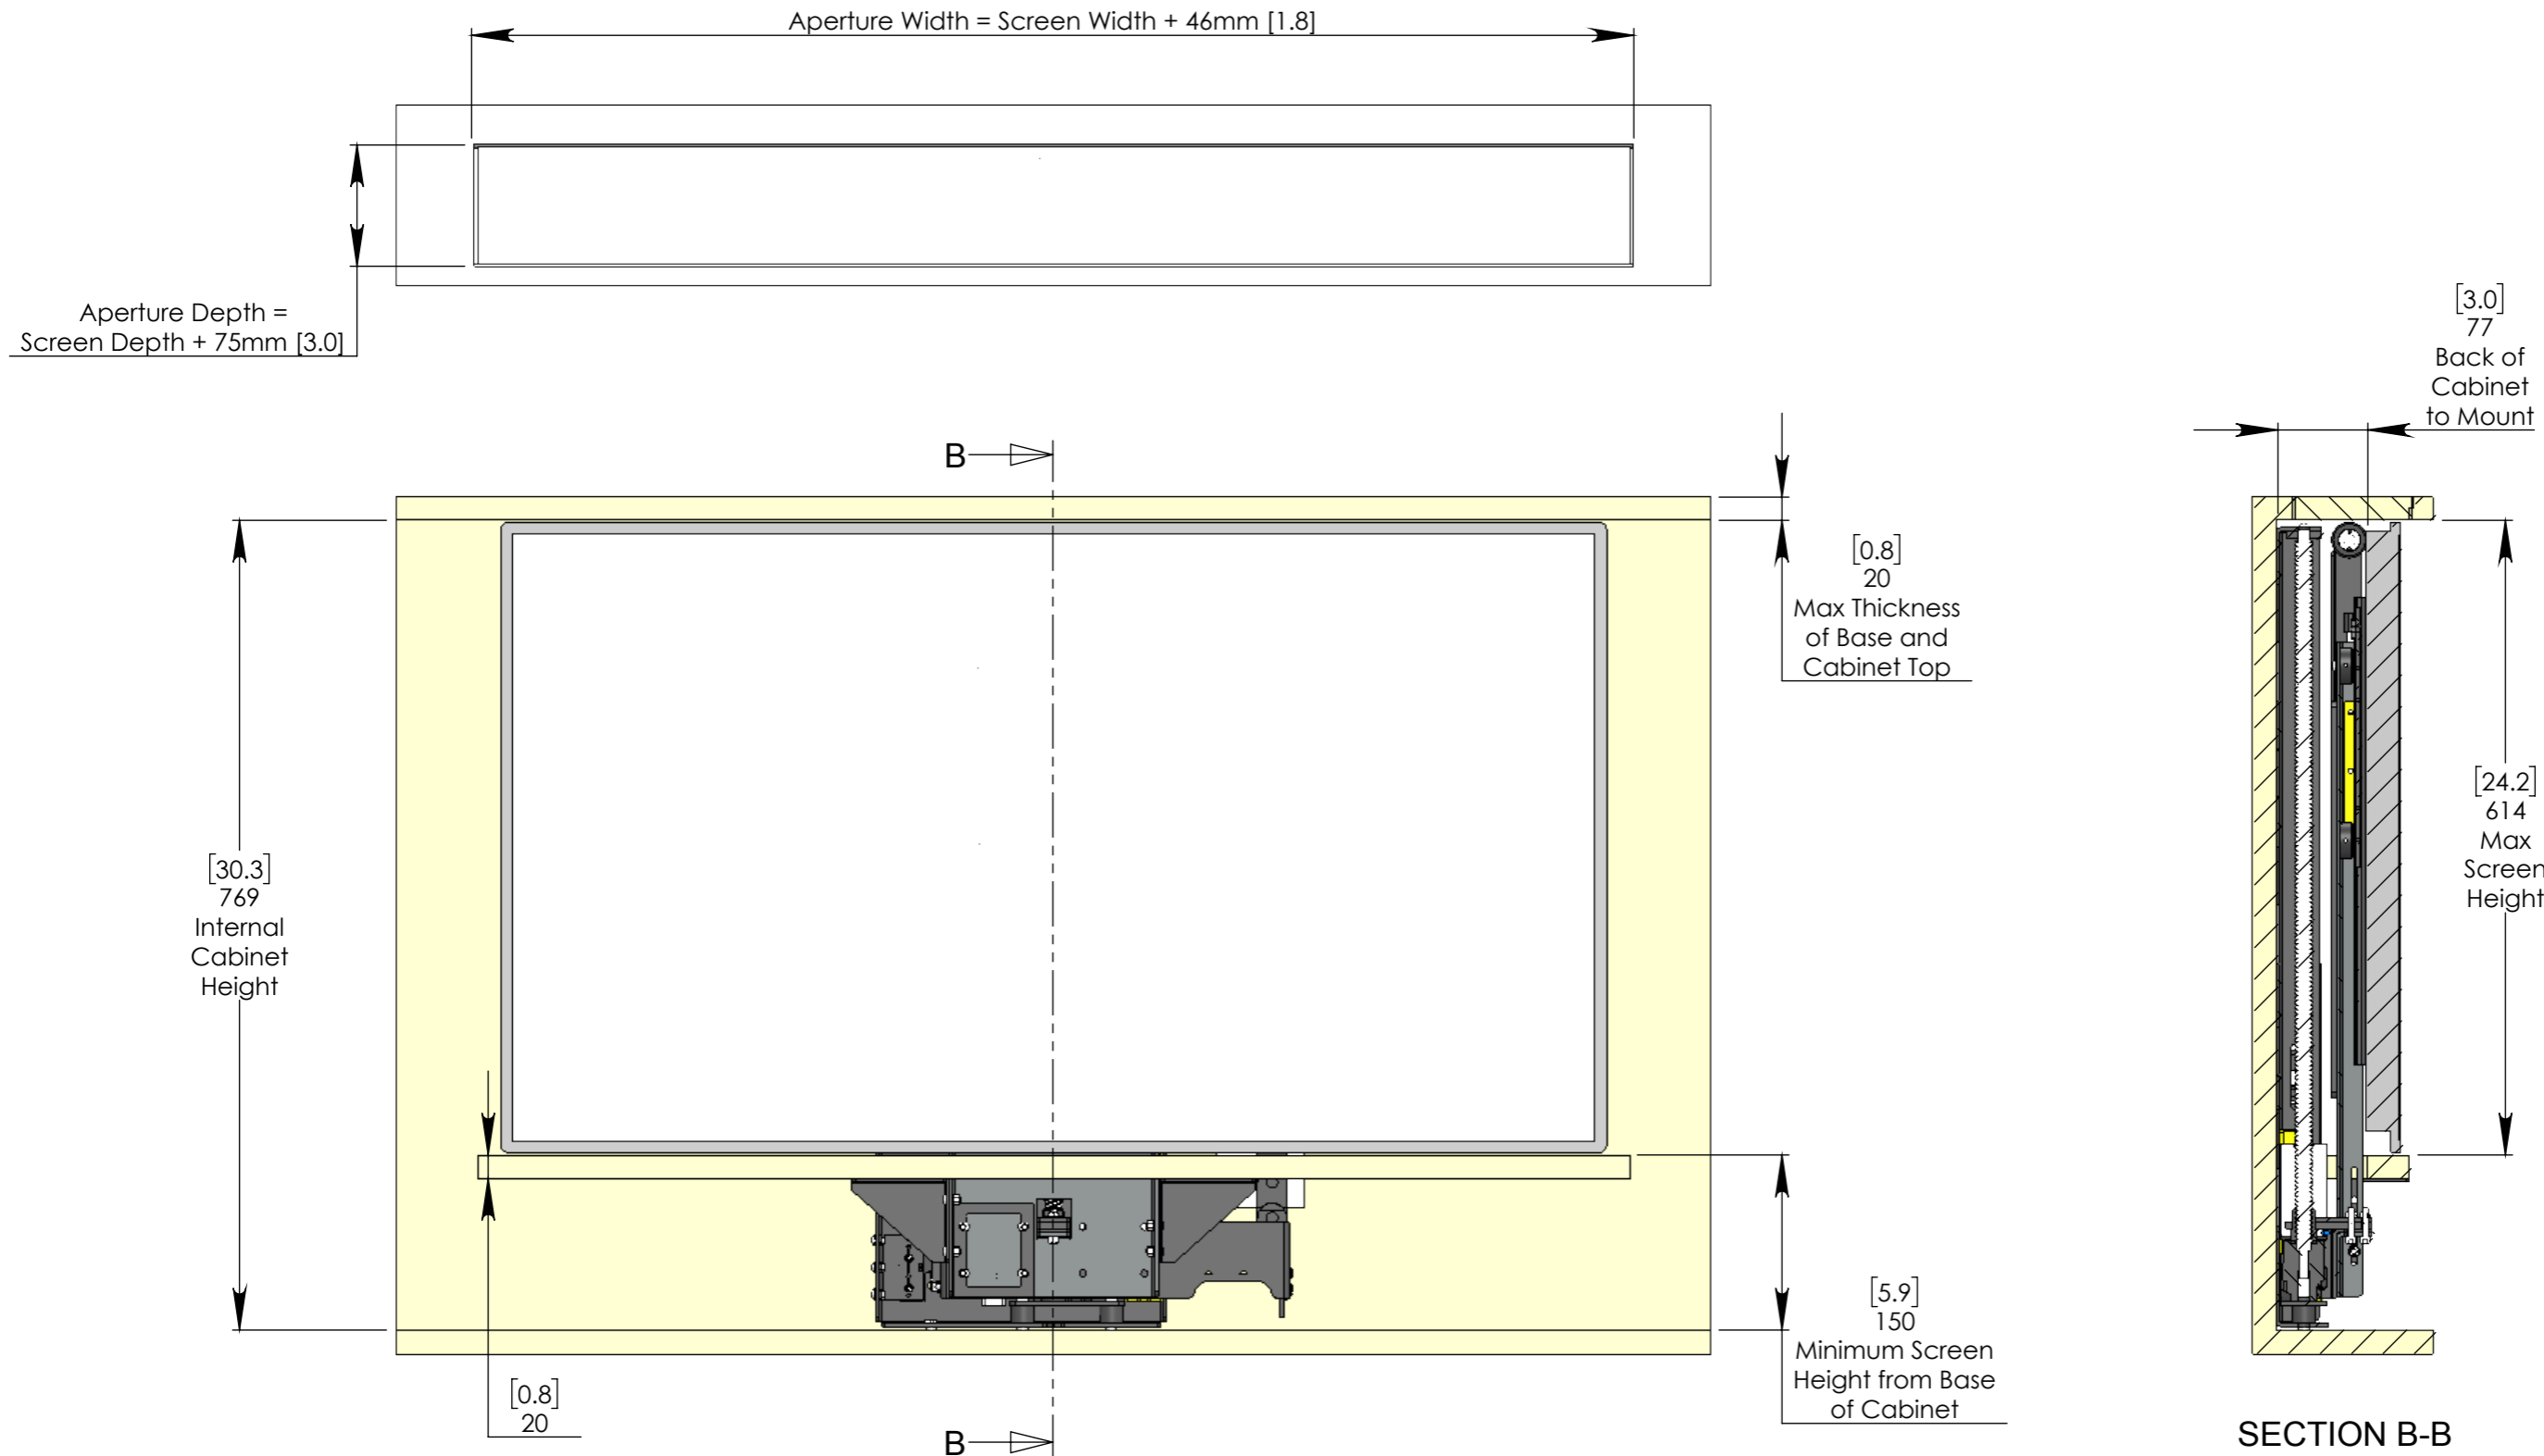 Aperture Width = Screen Width + 46mm [1.8]
Aperture Depth =
Screen Depth + 75mm [3.0]
[3.0]
77
Back of
Cabinet
to Mount
B
[0.8]
20
Max Thickness
of Base and
Cabinet Top
[30.3]
769
Internal
Cabinet
Height
[24.2]
614
Max
Screen
Height
[0.8]
20
[5.9]
150
Minimum Screen
Height from Base
of Cabinet
B
SECTION B-B